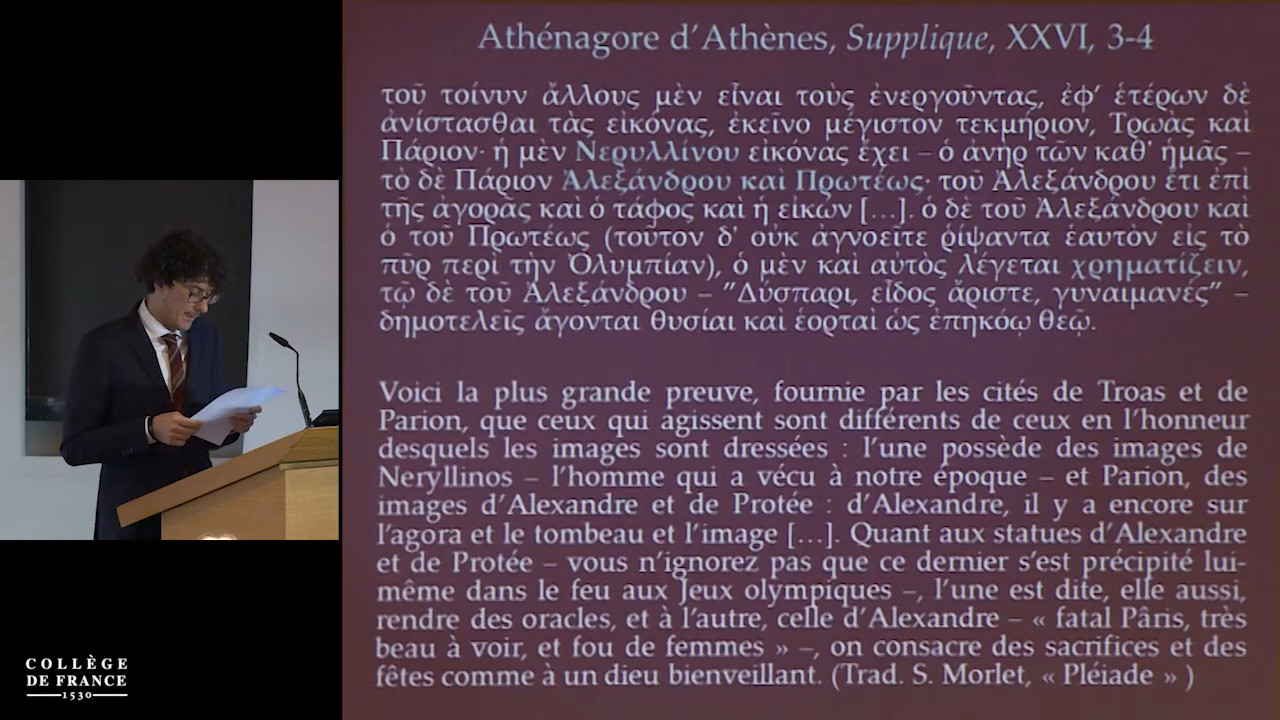 Athénagore d'Athènes, Supplique, XXVI, 3-4
τοῦ τοίνυν ἄλλους μὲν εἶναι τοὺς ἐνεργοῦντας, ἐφ' ἑτέρων δὲ
ἀνίστασθαι τὰς εἰκόνας, ἐκεῖνο μέγιστον τεκμήριον, Τρωὰς καὶ
Πάριον· ἡ μὲν Νερυλλίνου εἰκόνας ἔχει – ὁ ἀνὴρ τῶν καθ' ἡμᾶς –
τὸ δὲ Πάριον Ἀλεξάνδρου καὶ Πρωτέως· τοῦ Ἀλεξάνδρου ἔτι ἐπὶ
τῆς ἀγορᾶς καὶ ὁ τάφος καὶ ἡ εἰκών [...]. ὁ δὲ τοῦ Ἀλεξάνδρου καὶ
ὁ τοῦ Πρωτέως (τοῦτον δ' οὐκ ἀγνοεῖτε ῥίψαντα ἑαυτὸν εἰς τὸ
πῦρ περὶ τὴν Ὀλυμπίαν), ὁ μὲν καὶ αὐτὸς λέγεται χρηματίζειν,
τῷ δὲ τοῦ Ἀλεξάνδρου – "Δύσπαρι, εἶδος ἄριστε, γυναιμανές" –
δημοτελεῖς ἄγονται θυσίαι καὶ ἑορταὶ ὡς ἐπηκόῳ θεῷ.
Voici la plus grande preuve, fournie par les cités de Troas et de
Parion, que ceux qui agissent sont différents de ceux en l'honneur
desquels les images sont dressées : l'une possède des images de
Neryllinos – l'homme qui a vécu à notre époque – et Parion, des
images d'Alexandre et de Protée : d'Alexandre, il y a encore sur
l'agora et le tombeau et l'image [...]. Quant aux statues d'Alexandre
et de Protée – vous n'ignorez pas que ce dernier s'est précipité lui-
même dans le feu aux Jeux olympiques –, l'une est dite, elle aussi,
rendre des oracles, et à l'autre, celle d'Alexandre – « fatal Pâris, très
beau à voir, et fou de femmes » –, on consacre des sacrifices et des
fêtes comme à un dieu bienveillant. (Trad. S. Morlet, « Pléiade » )
COLLÈGE
DE FRANCE
1530